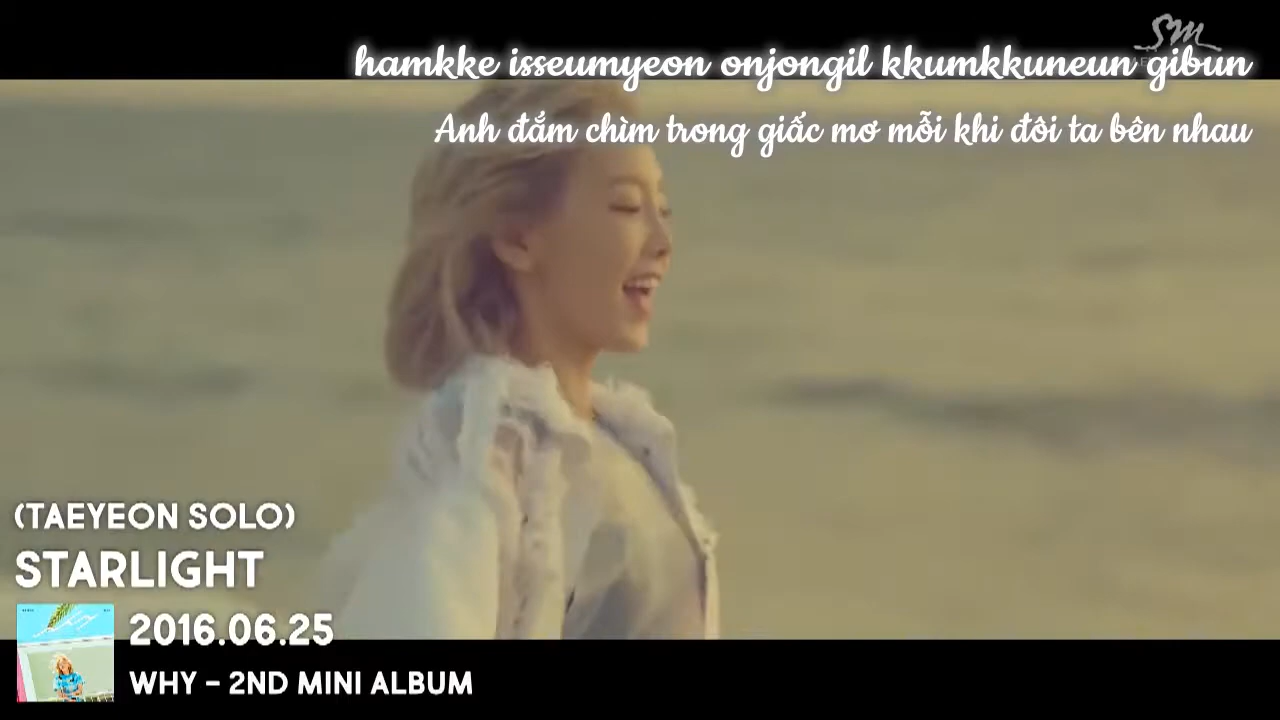 SM
hamkke isseumyeon onjongil kkumkkuneun gibun
Anh đắm chìm trong giấc mơ mỗi khi đôi ta bên nhau
(TAEYEON SOLO)
STARLIGHT
2016.06.25
WHY - 2ND MINI ALBUM